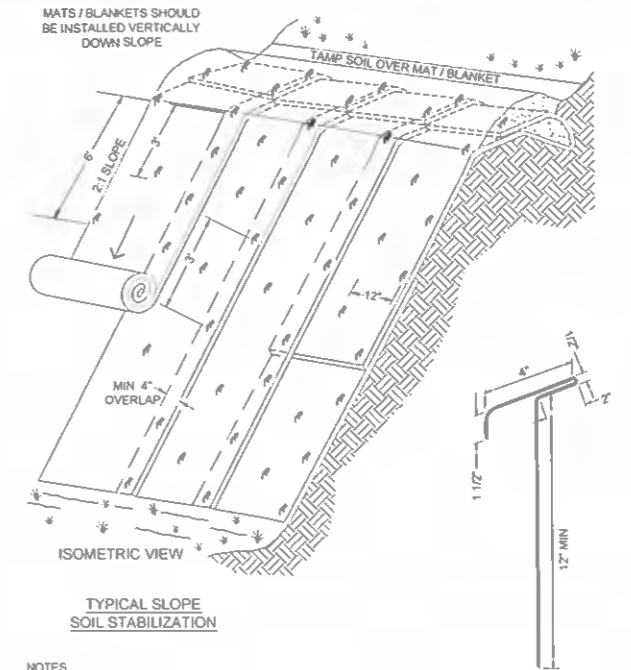 MATS / BLANKETS SHOULD
BE INSTALLED VERTICALLY
DOWN SLOPE
TAMP SOIL OVER MAT / BLANKET
6'
2:1 SLOPE
3'
3'
12"
MIN 4"
OVERLAP
ISOMETRIC VIEW
TYPICAL SLOPE
SOIL STABILIZATION
4"
2"
1 1/2"
12" MIN
NOTES